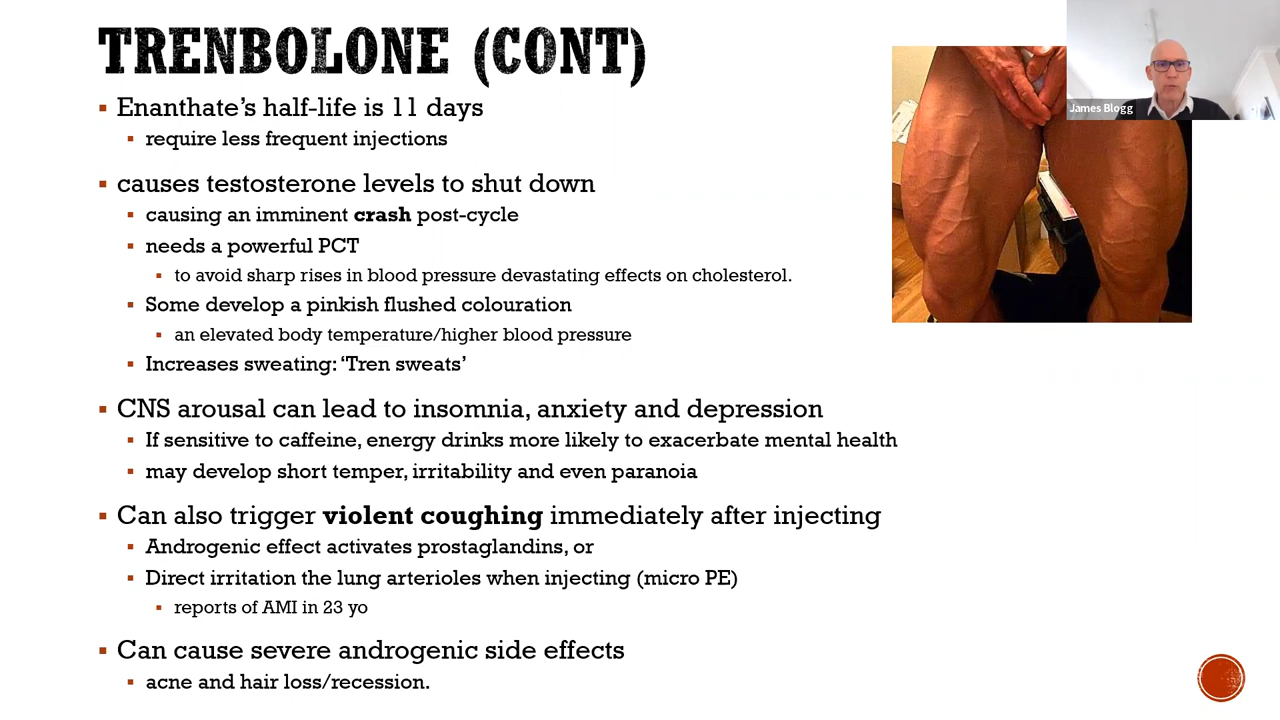 TRENBOLONE (CONT)
Enanthate's half-life is 11 days
require less frequent injections
causes testosterone levels to shut down
causing an imminent crash post-cycle
needs a powerful PCT
to avoid sharp rises in blood pressure devastating effects on cholesterol.
Some develop a pinkish flushed colouration
an elevated body temperature/higher blood pressure
Increases sweating: ‘Tren sweats’
CNS arousal can lead to insomnia, anxiety and depression
If sensitive to caffeine, energy drinks more likely to exacerbate mental health
may develop short temper, irritability and even paranoia
Can also trigger violent coughing immediately after injecting
Androgenic effect activates prostaglandins, or
Direct irritation the lung arterioles when injecting (micro PE)
reports of AMI in 23 yo
Can cause severe androgenic side effects
acne and hair loss/recession.
James Blogg